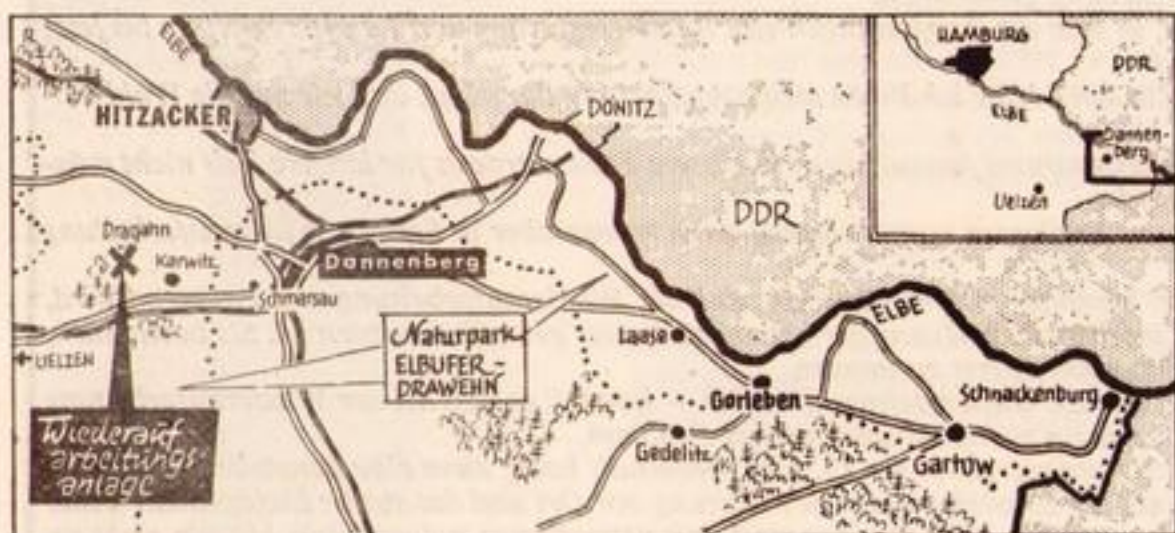 ELBE
HITZACKER
DÖNITZ
DDR
Dragahn
Karwitz
Dannenberg
Schmarsau
UELZEN
Naturpark
ELBUFER-
DRAWEHN
Laase
ELBE
Gorleben
Gedelitz
Gartow
Schnackenburg
Wiederauf-
arbeitungs-
anlage
HAMBURG
DDR
ELBE
Dannen-
berg
Uelzen